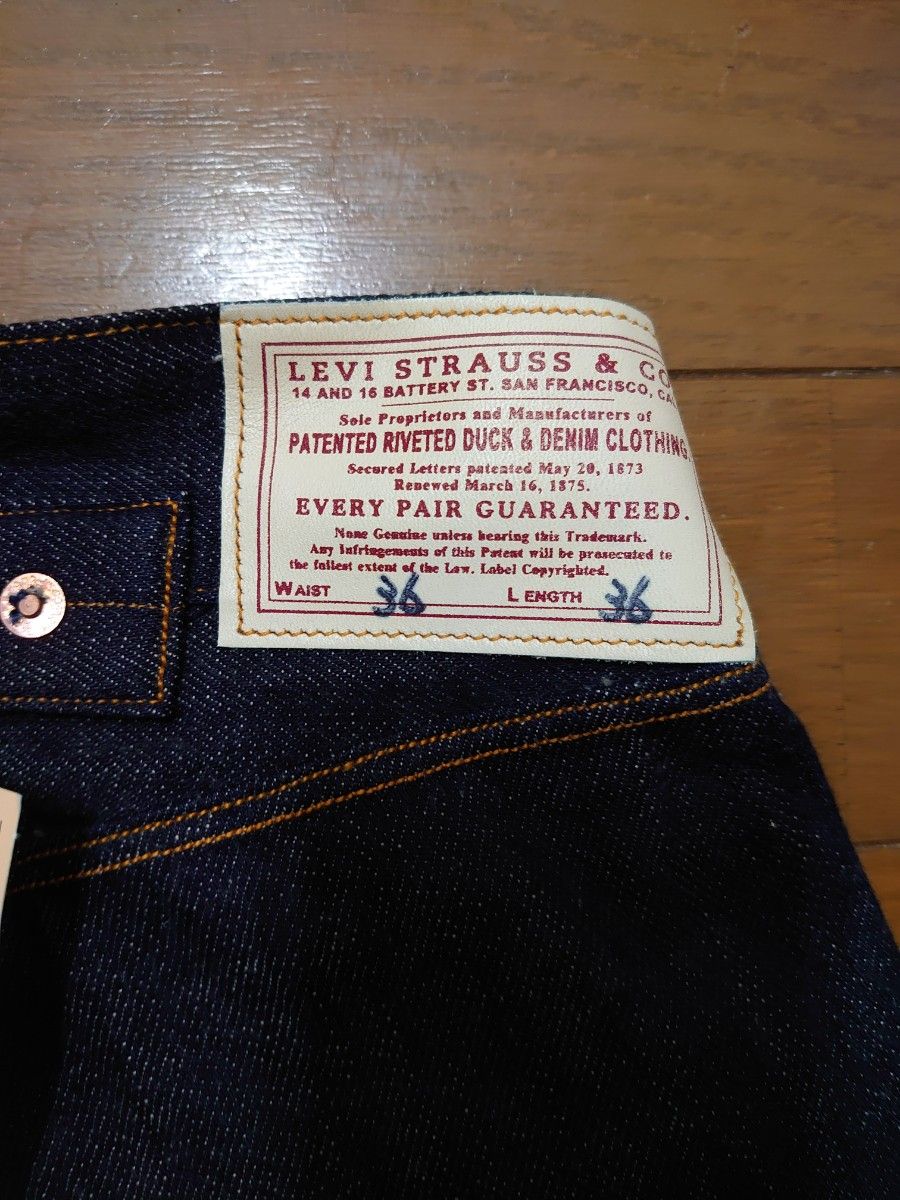 LEVI STRAUSS & CO
14 AND 16 BATTERY ST. SAN FRANCISCO, CAL
Sole Proprietors and Manufacturers of
PATENTED RIVETED DUCK & DENIM CLOTHING,
Secured Letters patented May 20, 1873
Renewed March 16, 1875.
EVERY PAIR GUARANTEED.
None Genuine unless bearing this Trademark.
Any Infringements of this Patent will be prosecuted to
the fullest extent of the Law. Label Copyrighted.
WAIST 36 LENGTH 36